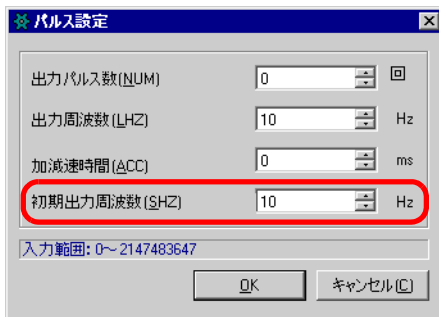 パルス設定
出力パルス数(NUM) 0 回
出力周波数(LHZ) 10 Hz
加減速時間(ACC) 0 ms
初期出力周波数(SHZ) 10 Hz
入力範囲: 0～ 2147483647
OK キャンセル(C)